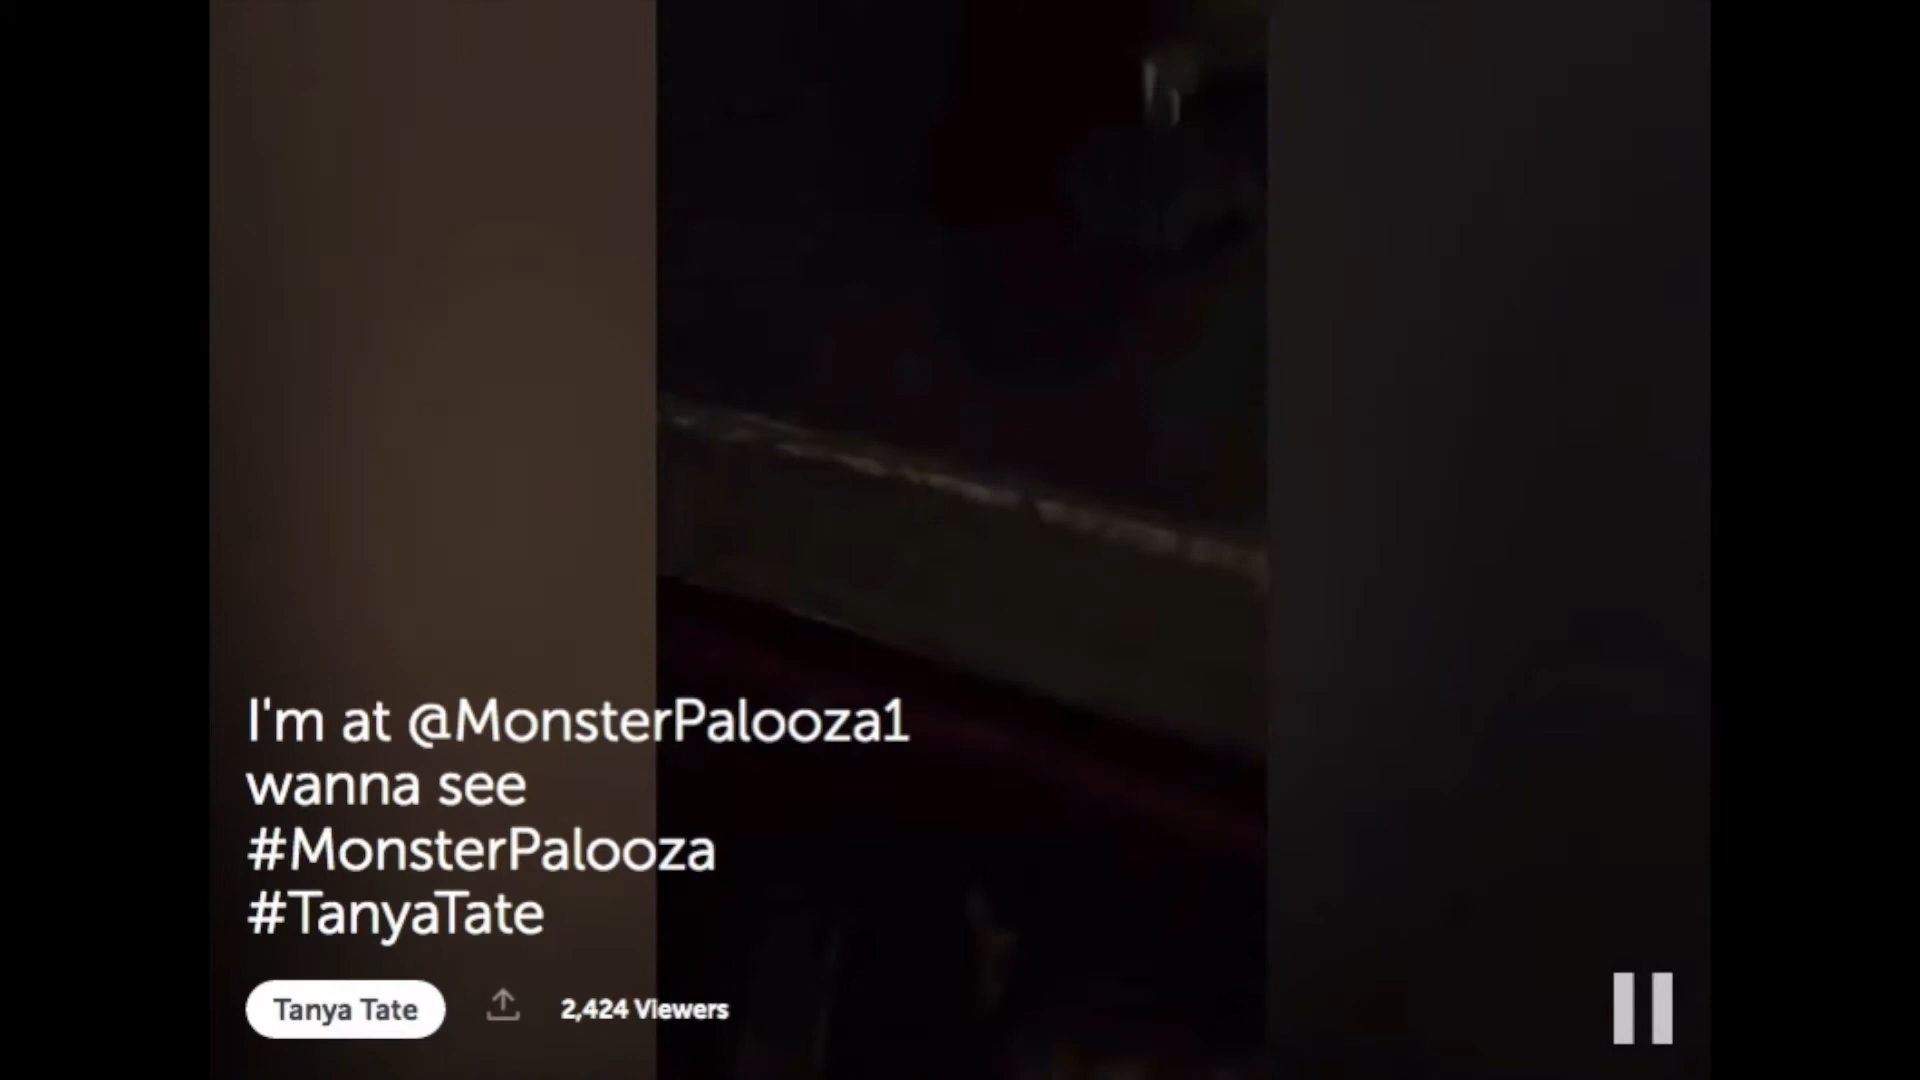 I'm at @MonsterPalooza1
wanna see
#MonsterPalooza
#TanyaTate
Tanya Tate
2,424 Viewers